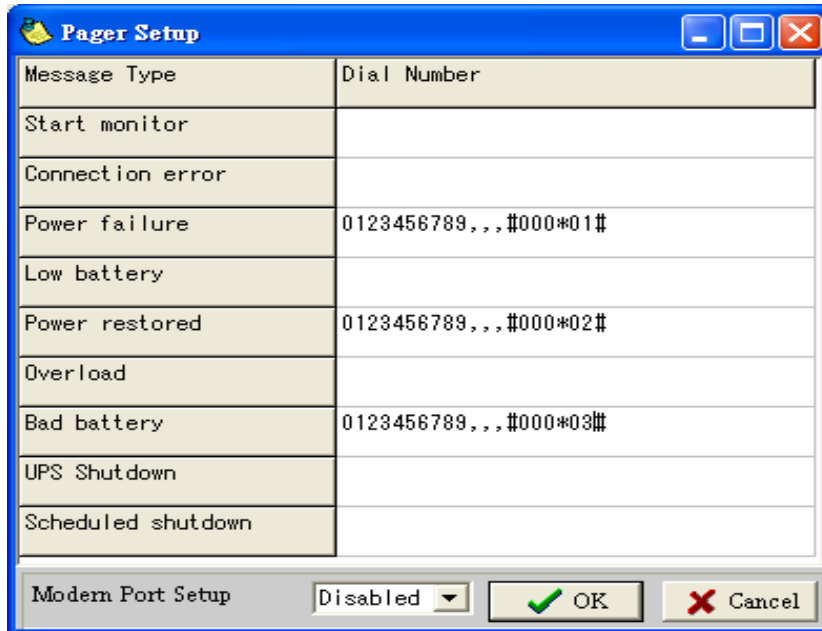 Pager Setup
Message Type Dial Number
Start monitor
Connection error
Power failure 0123456789,,,#000*01#
Low battery
Power restored 0123456789,,,#000*02#
Overload
Bad battery 0123456789,,,#000*03#
UPS Shutdown
Scheduled shutdown
Modem Port Setup Disabled OK Cancel